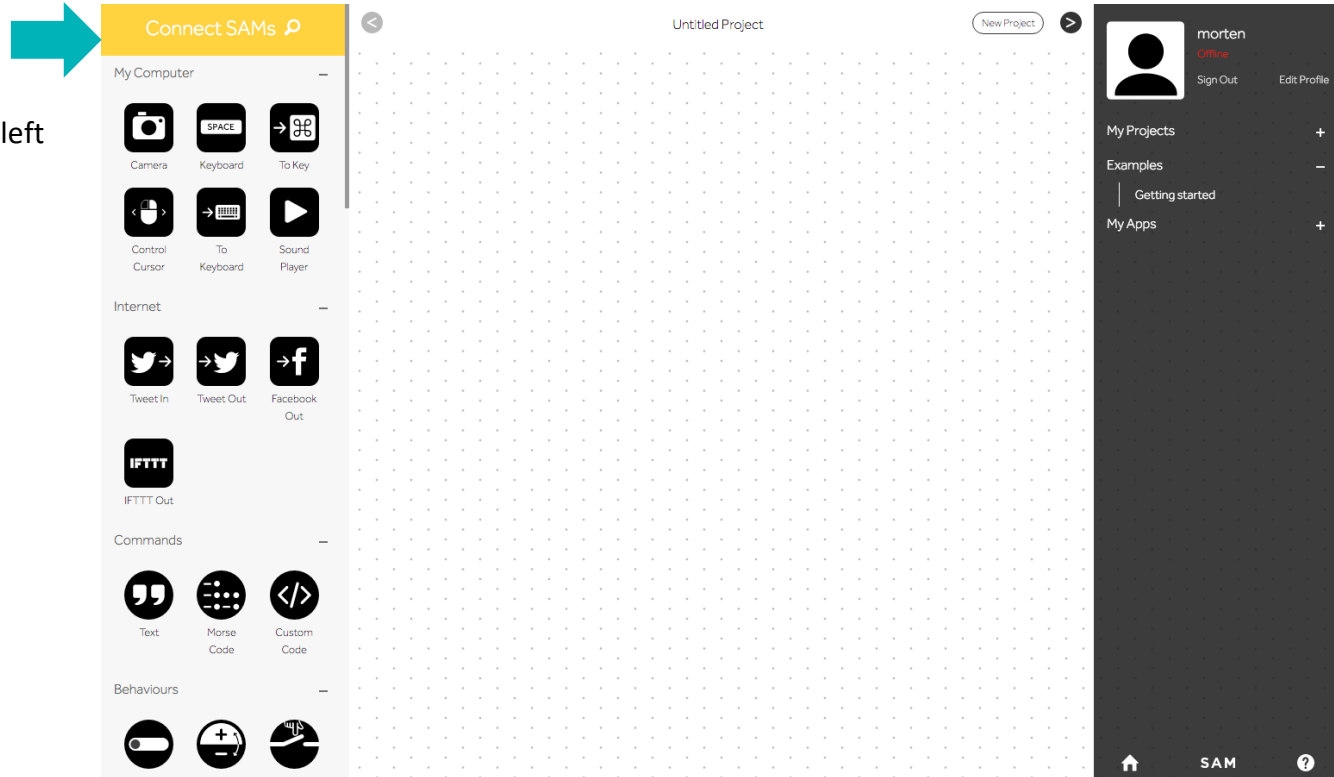 left
Connect SAMs
My Computer
SPACE
Camera Keyboard To Key
Control Cursor
To Keyboard
Sound Player
Internet
Tweet In Tweet Out
Facebook Out
IFTTT
IFTTT Out
Commands
Text
Morse Code
Custom Code
Behaviours
Untitled Project
New Project
morten
Offline
Sign Out Edit Profile
My Projects
Examples
Getting started
My Apps
SAM